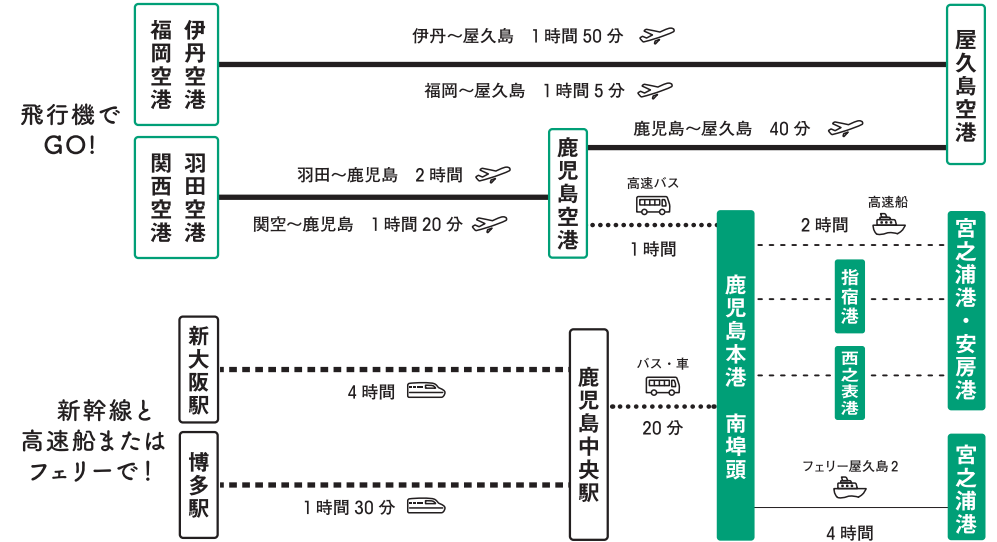 飛行機で
GO!
伊丹空港
福岡空港
伊丹〜屋久島　1時間50分
福岡〜屋久島　1時間5分
屋久島空港
羽田空港
関西空港
羽田〜鹿児島　2時間
関空〜鹿児島　1時間20分
鹿児島空港
鹿児島〜屋久島　40分
高速バス
1時間
新幹線と
高速船または
フェリーで！
新大阪駅
4時間
博多駅
1時間30分
鹿児島中央駅
バス・車
20分
鹿児島本港　南埠頭
高速船
2時間
指宿港
西之表港
宮之浦港・安房港
フェリー屋久島2
4時間
宮之浦港